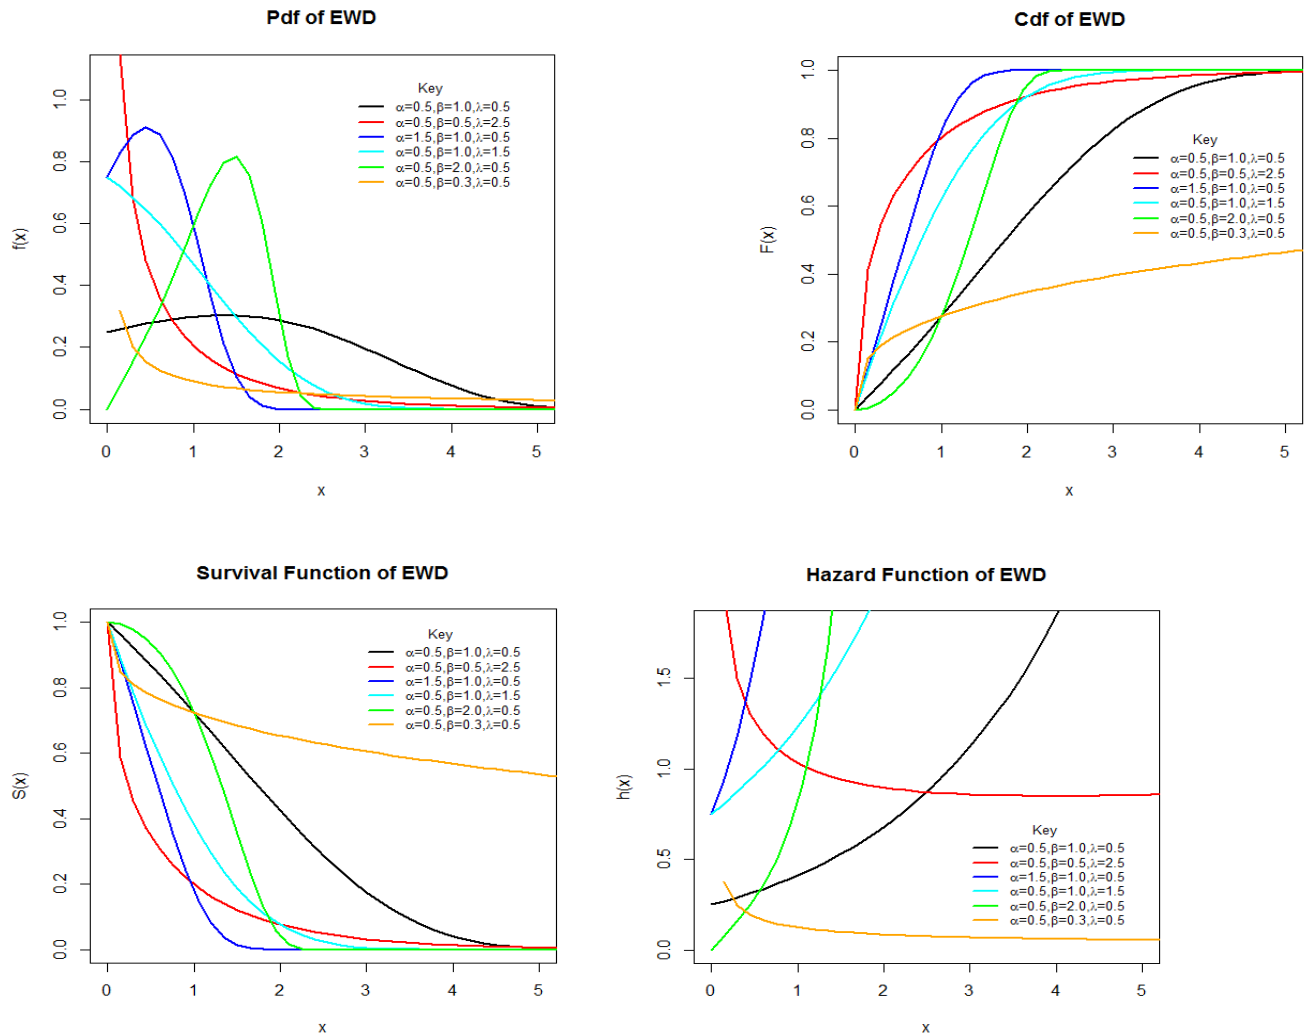 Pdf of EWD
f(x)
1.0
0.8
0.6
0.4
0.2
0.0
Key
α=0.5,β=1.0,λ=0.5
α=0.5,β=0.5,λ=2.5
α=1.5,β=1.0,λ=0.5
α=0.5,β=1.0,λ=1.5
α=0.5,β=2.0,λ=0.5
α=0.5,β=0.3,λ=0.5
0 1 2 3 4 5
x
Cdf of EWD
F(x)
1.0
0.8
0.6
0.4
0.2
0.0
Key
α=0.5,β=1.0,λ=0.5
α=0.5,β=0.5,λ=2.5
α=1.5,β=1.0,λ=0.5
α=0.5,β=1.0,λ=1.5
α=0.5,β=2.0,λ=0.5
α=0.5,β=0.3,λ=0.5
0 1 2 3 4 5
x
Survival Function of EWD
S(x)
1.0
0.8
0.6
0.4
0.2
0.0
Key
α=0.5,β=1.0,λ=0.5
α=0.5,β=0.5,λ=2.5
α=1.5,β=1.0,λ=0.5
α=0.5,β=1.0,λ=1.5
α=0.5,β=2.0,λ=0.5
α=0.5,β=0.3,λ=0.5
0 1 2 3 4 5
x
Hazard Function of EWD
h(x)
1.5
1.0
0.5
0.0
Key
α=0.5,β=1.0,λ=0.5
α=0.5,β=0.5,λ=2.5
α=1.5,β=1.0,λ=0.5
α=0.5,β=1.0,λ=1.5
α=0.5,β=2.0,λ=0.5
α=0.5,β=0.3,λ=0.5
0 1 2 3 4 5
x